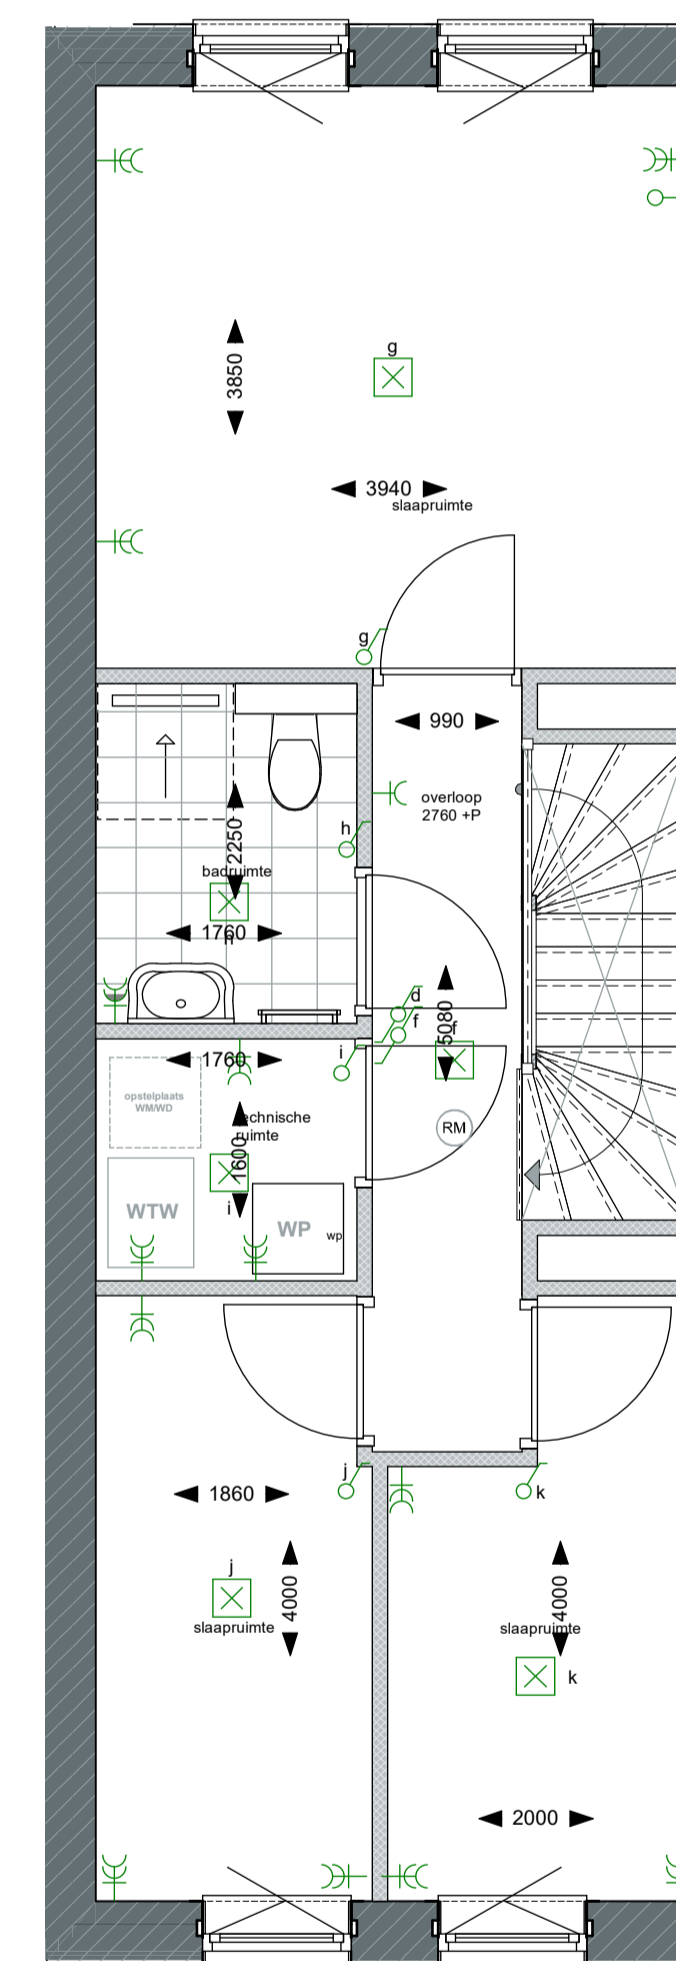 g
3850
3940
slaapruimte
g
990
overloop
2760 +P
h
2250
badruimte
1760
h
d
f
f
5080
i
1760
opstelplaats
WM/WD
technische
ruimte
1600
RM
WTW
i
WP
wp
j
k
1860
j
4000
slaapruimte
4000
slaapruimte
k
2000